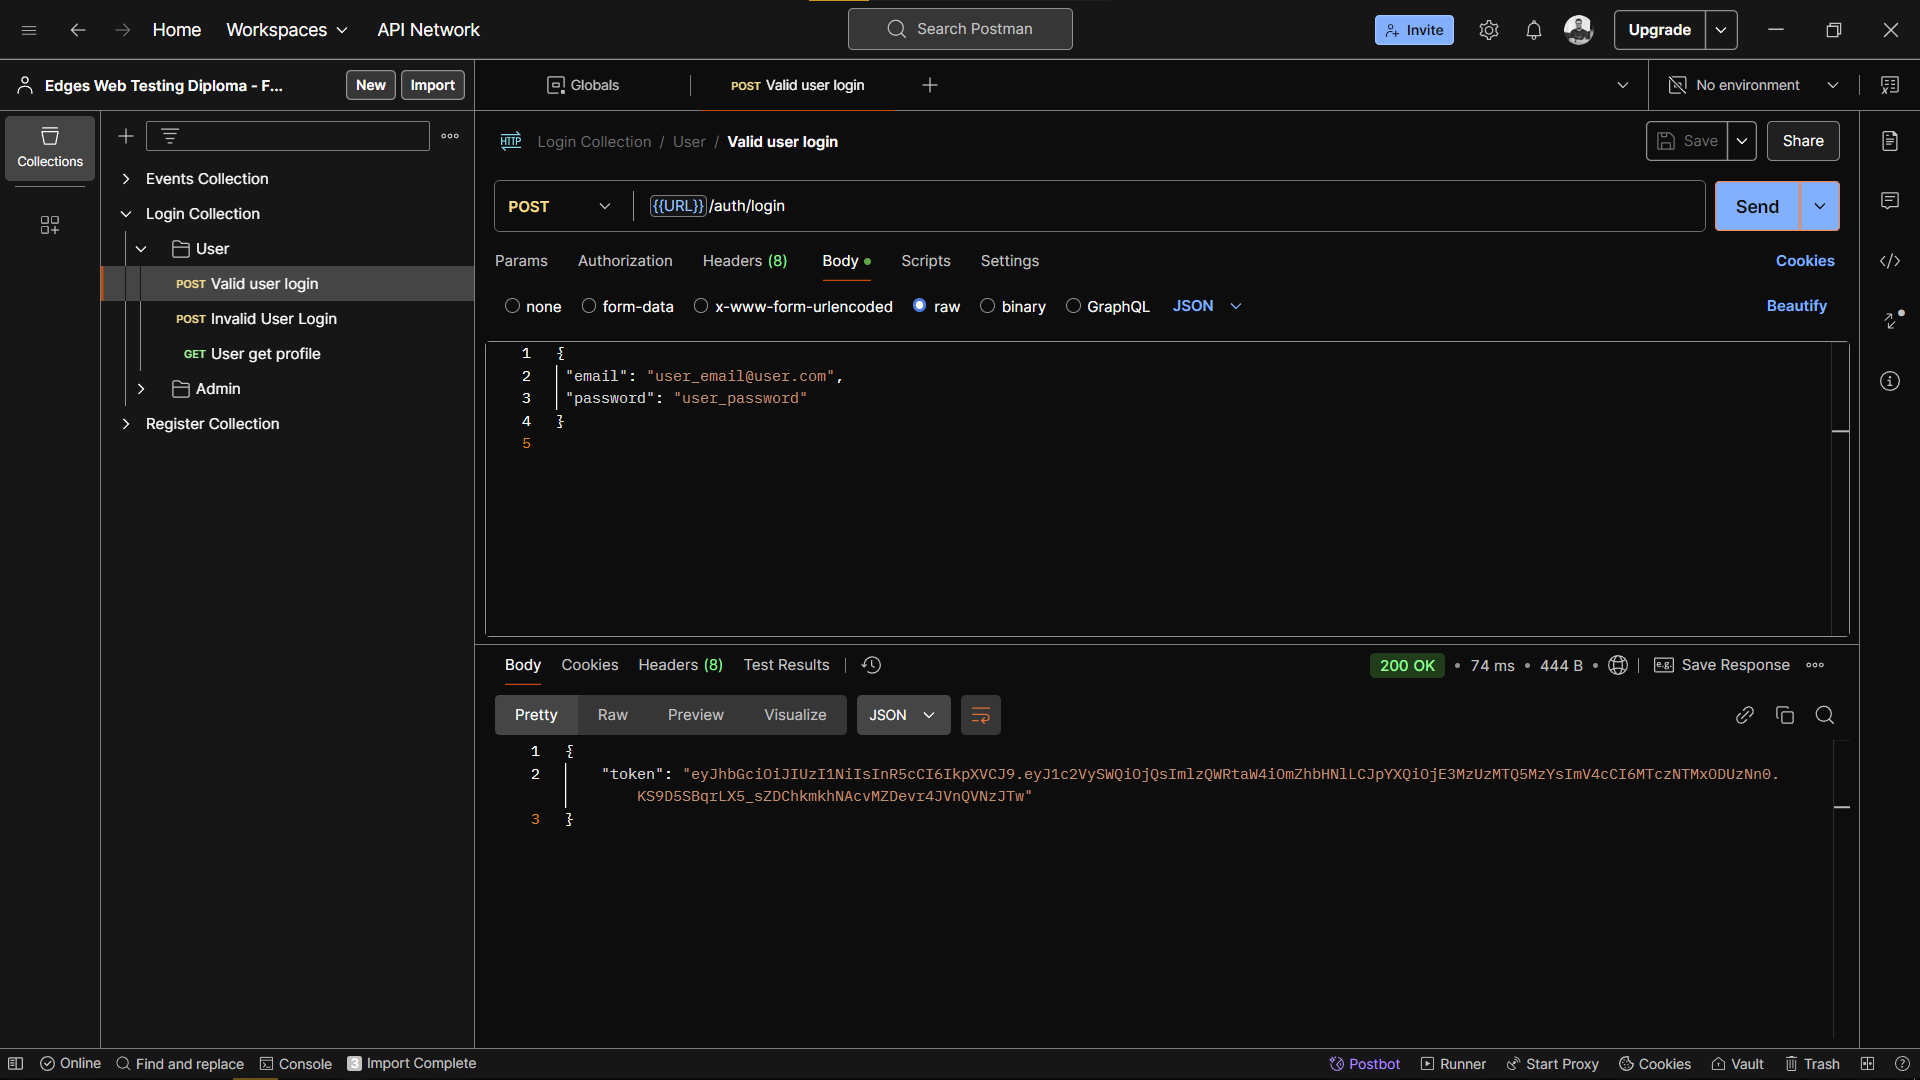 Home
Workspaces
API Network
Search Postman
Invite
Upgrade
Edges Web Testing Diploma - F...
New
Import
Globals
POST Valid user login
No environment
Collections
Events Collection
Login Collection
User
POST Valid user login
POST Invalid User Login
GET User get profile
Admin
Register Collection
HTTP
Login Collection / User / Valid user login
Save
Share
POST
{{URL}}/auth/login
Send
Params
Authorization
Headers (8)
Body
Scripts
Settings
Cookies
none
form-data
x-www-form-urlencoded
raw
binary
GraphQL
JSON
Beautify
1 {
2 "email": "user_email@user.com",
3 "password": "user_password"
4 }
5
Body
Cookies
Headers (8)
Test Results
200 OK • 74 ms • 444 B •
e.g. Save Response
Pretty
Raw
Preview
Visualize
JSON
1 {
2 "token": "eyJhbGciOiJIUzI1NiIsInR5cCI6IkpXVCJ9.eyJ1c2VySWQiOjQsImlzQWRtaW4iOmZhbHNlLCJpYXQiOjE3MzUzMTQ5MzYsImV4cCI6MTczNTMxODUzNn0.
KS9D5SBqrLX5_sZDChkmkhNAcvMZDevr4JVnQVNzJTw"
3 }
Online
Find and replace
Console
3 Import Complete
Postbot
Runner
Start Proxy
Cookies
Vault
Trash